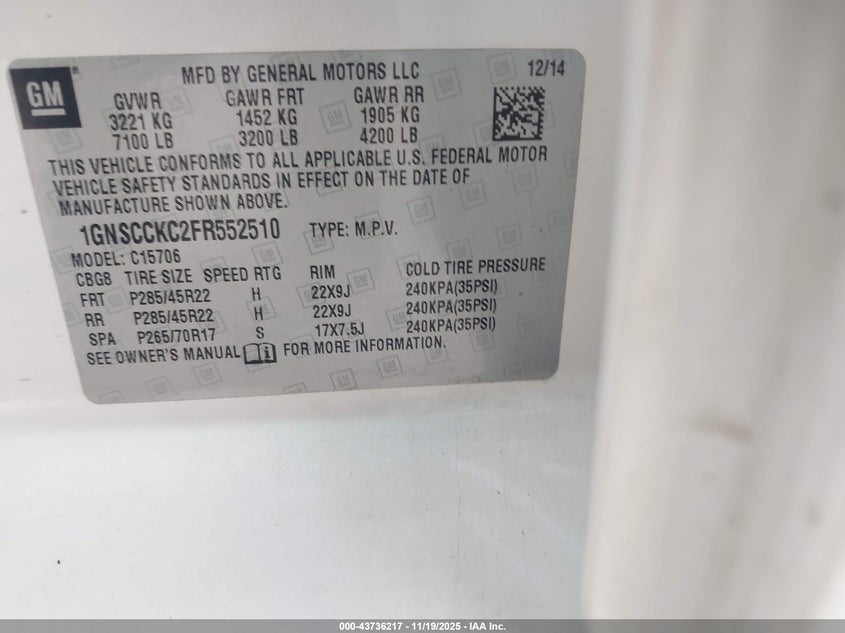 GM ® MFD BY GENERAL MOTORS LLC 12/14
GVWR GAWR FRT GAWR RR
3221 KG 1452 KG 1905 KG
7100 LB 3200 LB 4200 LB
THIS VEHICLE CONFORMS TO ALL APPLICABLE U.S. FEDERAL MOTOR
VEHICLE SAFETY STANDARDS IN EFFECT ON THE DATE OF
MANUFACTURE SHOWN ABOVE.
1GNSCCKC2FR552510 TYPE: M.P.V.
MODEL: C15706
CBG8 TIRE SIZE SPEED RTG RIM COLD TIRE PRESSURE
FRT P285/45R22 H 22X9J 240KPA(35PSI)
RR P285/45R22 H 22X9J 240KPA(35PSI)
SPA P265/70R17 S 17X7.5J 240KPA(35PSI)
SEE OWNER'S MANUAL i FOR MORE INFORMATION.
000-43736217 - 11/19/2025 - IAA Inc.